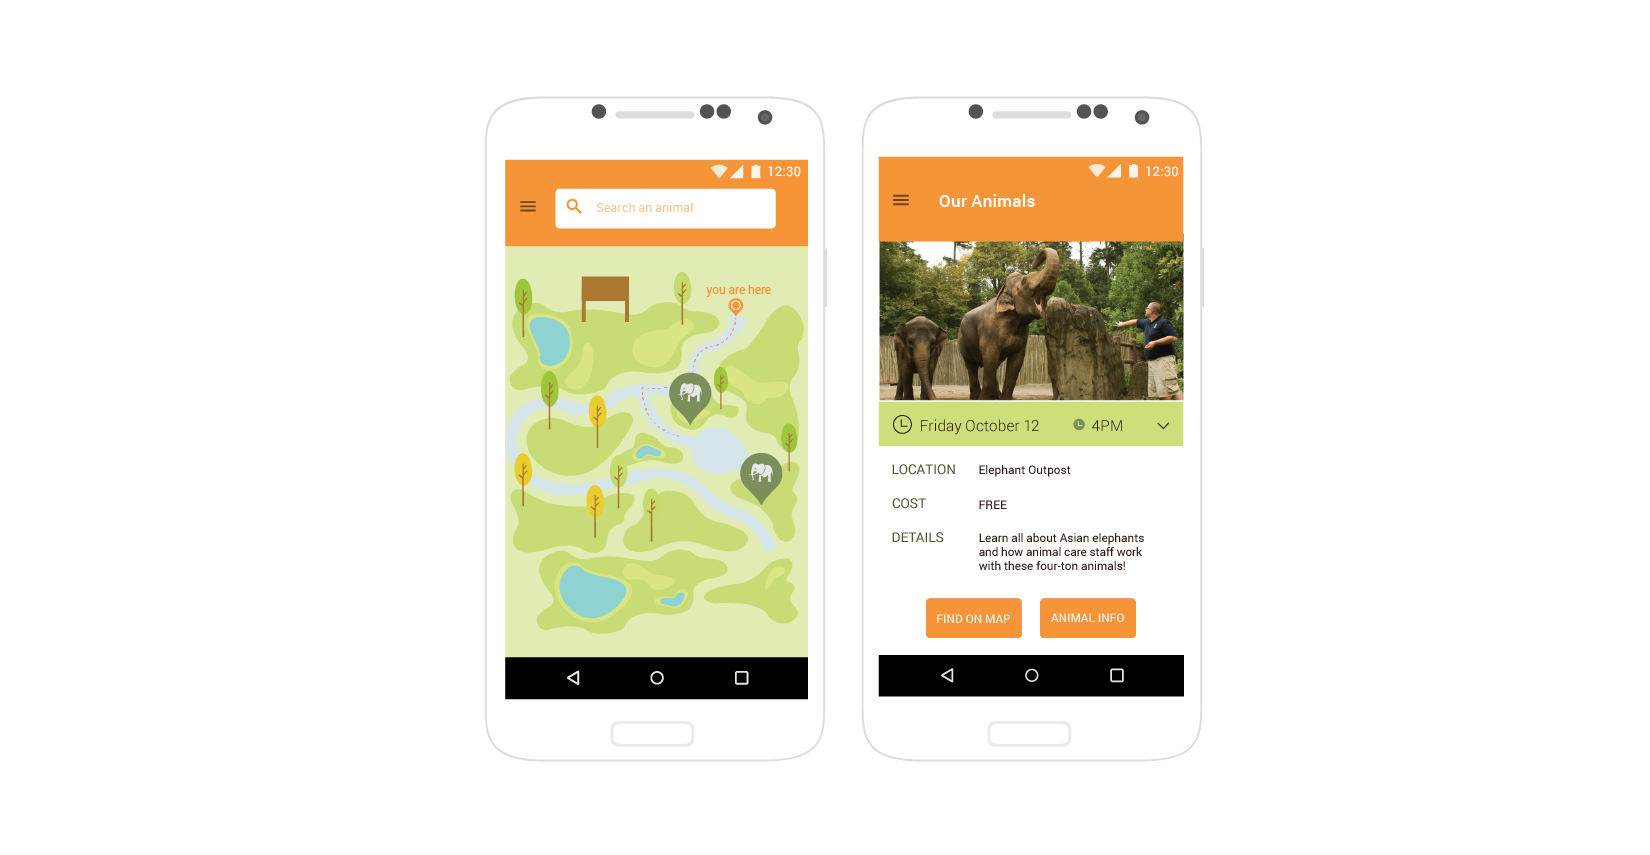 12:30
Search an animal
you are here
12:30
Our Animals
Friday October 12
4PM
LOCATION
Elephant Outpost
COST
FREE
DETAILS
Learn all about Asian elephants
and how animal care staff work
with these four-ton animals!
FIND ON MAP
ANIMAL INFO